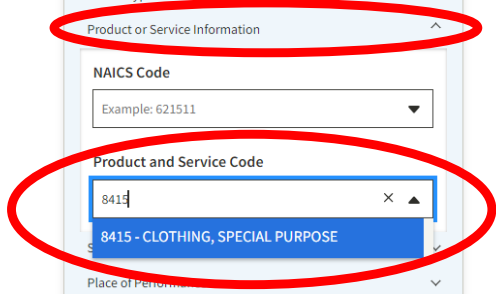 Product or Service Information
NAICS Code
Example: 621511
Product and Service Code
8415
8415 - CLOTHING, SPECIAL PURPOSE
Place of